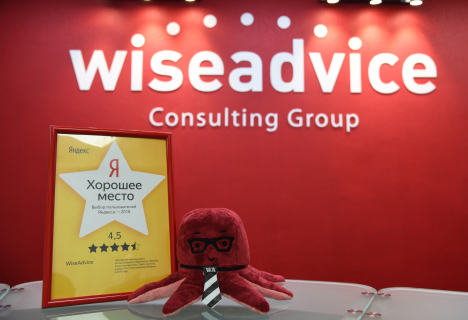 wiseadvice
Consulting Group
Яндекс
Я
Хорошее
место
Выбор пользователей
Яндекса — 2018
4,5
WiseAdvice
WA